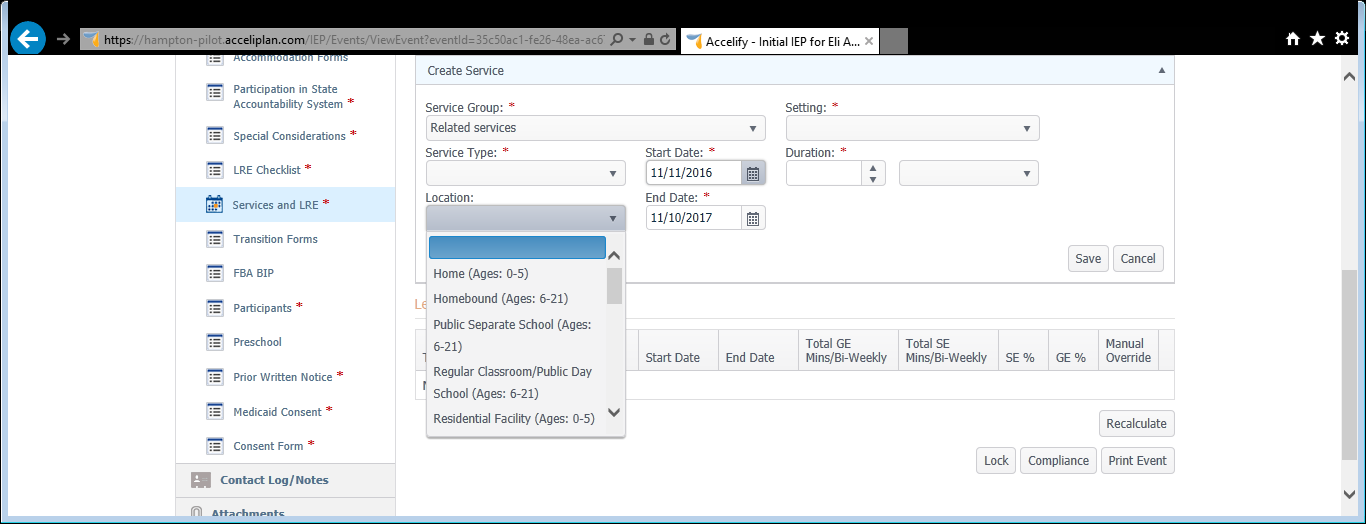 https://hampton-pilot.acceliplan.com/IEP/Events/ViewEvent?eventId=35c50ac1-fe26-48ea-ac6
Accelify - Initial IEP for Eli A...
Accommodation Forms
Participation in State
Accountability System *
Special Considerations *
LRE Checklist *
Services and LRE *
Transition Forms
FBA BIP
Participants *
Preschool
Prior Written Notice *
Medicaid Consent *
Consent Form *
Contact Log/Notes
Attachments
Create Service
Service Group: *
Setting: *
Related services
Service Type: *
Start Date: *
Duration: *
11/11/2016
Location:
End Date: *
11/10/2017
Home (Ages: 0-5)
Homebound (Ages: 6-21)
Public Separate School (Ages:
6-21)
Regular Classroom/Public Day
School (Ages: 6-21)
Residential Facility (Ages: 0-5)
Save
Cancel
Start Date
End Date
Total GE
Mins/Bi-Weekly
Total SE
Mins/Bi-Weekly
SE %
GE %
Manual
Override
Recalculate
Lock
Compliance
Print Event